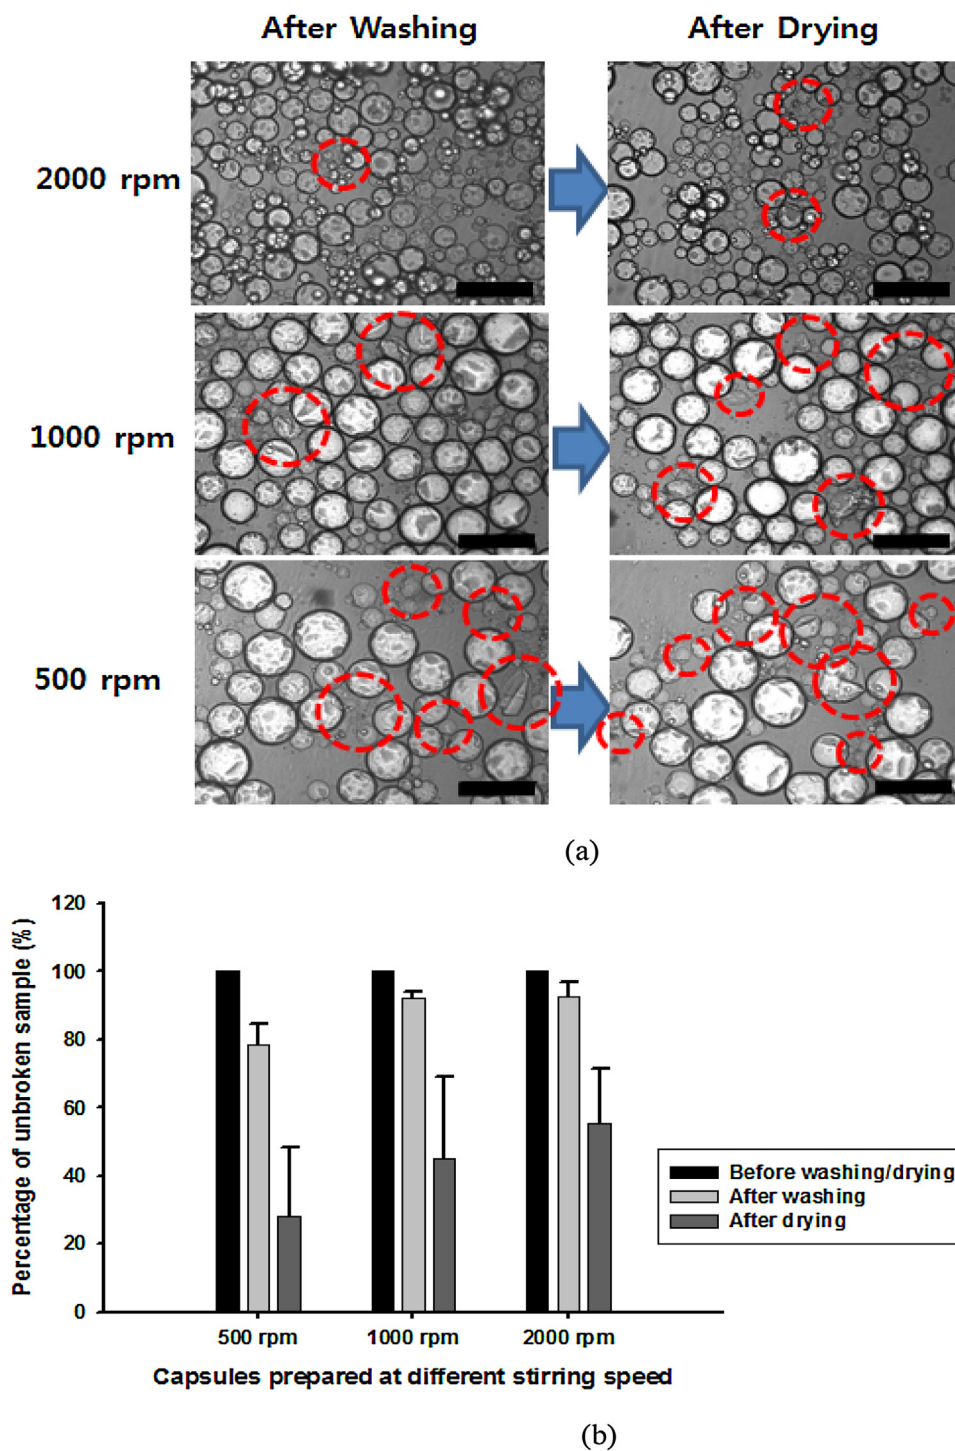 After Washing
After Drying
2000 rpm
1000 rpm
500 rpm
(a)
120
100
80
60
40
20
0
Percentage of unbroken sample (%)
500 rpm
1000 rpm
2000 rpm
Capsules prepared at different stirring speed
Before washing/drying
After washing
After drying
(b)